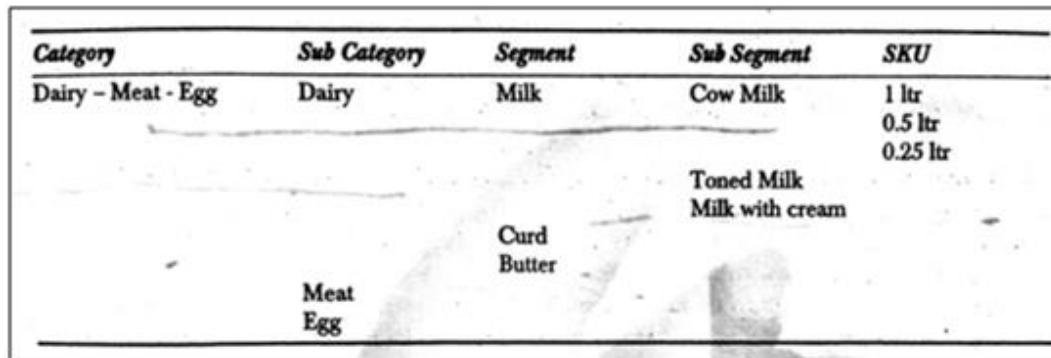 Category Sub Category Segment Sub Segment SKU
Dairy – Meat - Egg Dairy Milk Cow Milk 1 ltr
0.5 ltr
0.25 ltr
Toned Milk
Milk with cream
Curd
Butter
Meat
Egg